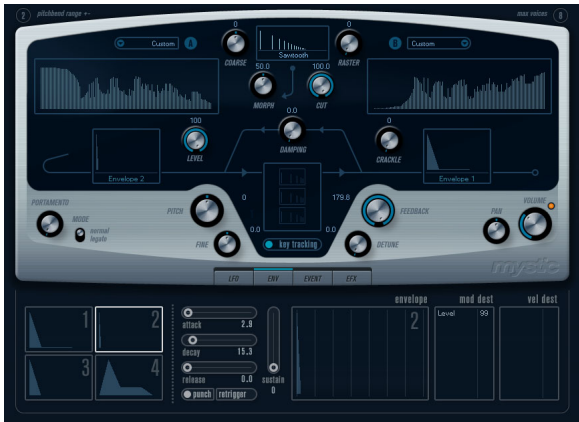 2 pitchbend range +- max voices 8
0 0
Custom A B Custom
COARSE Sawtooth RASTER
50.0 100.0
MORPH CUT
100 0.0 0
LEVEL DAMPING CRACKLE
Envelope 2 Envelope 1
PORTAMENTO PITCH 0 179.8 FEEDBACK PAN VOLUME
MODE
normal
legato
FINE 0.0 0.0 DETUNE
key tracking
mystic
LFO ENV EVENT EFX
envelope mod dest vel dest
1 2 attack 2.9 2 Level 99
decay 15.3
3 4 release 0.0 sustain
punch retrigger 0